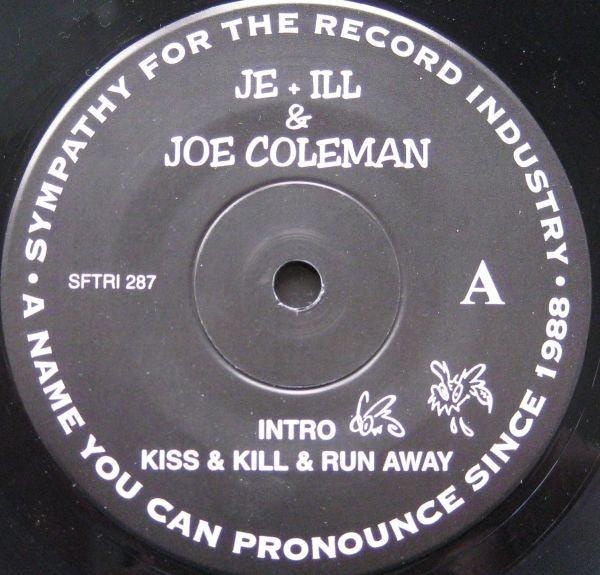 SYMPATHY FOR THE RECORD INDUSTRY •
A NAME YOU CAN PRONOUNCE SINCE 1988 •
JE + ILL
&
JOE COLEMAN
SFTRI 287
A
INTRO
KISS & KILL & RUN AWAY